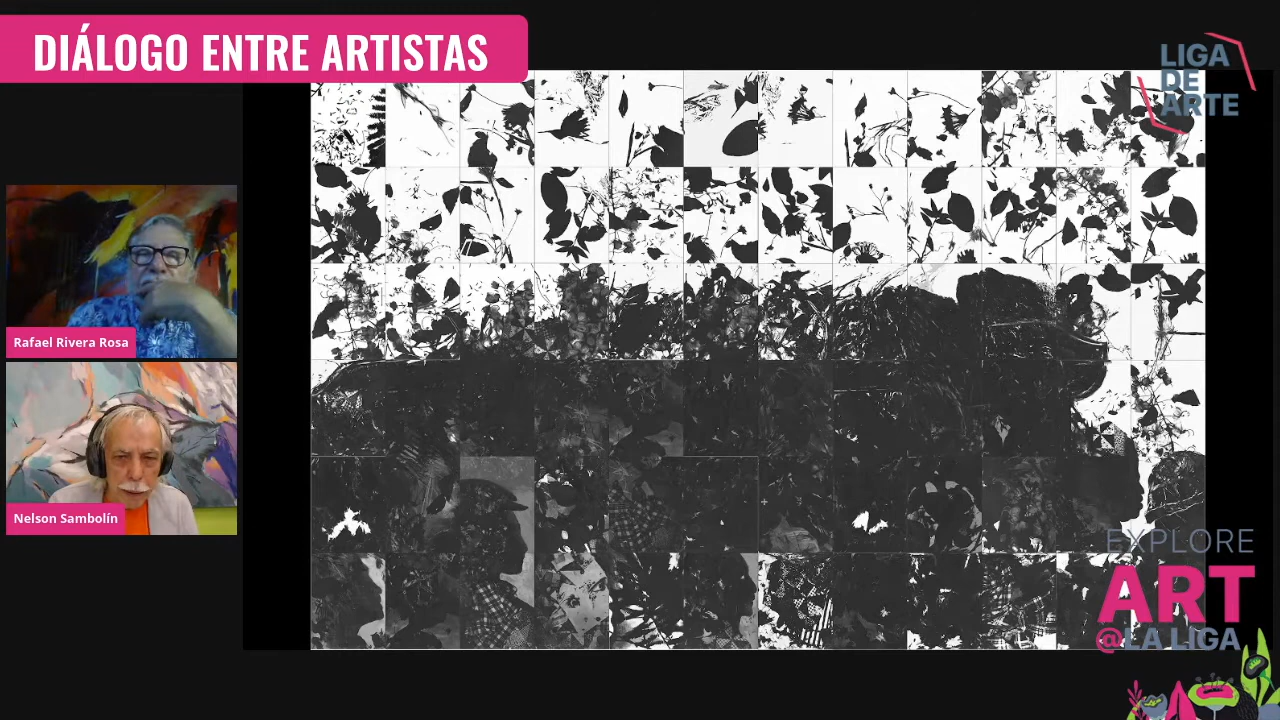 DIÁLOGO ENTRE ARTISTAS
LIGA
DE
ARTE
Rafael Rivera Rosa
Nelson Sambolín
EXPLORE
ART
@LA LIGA